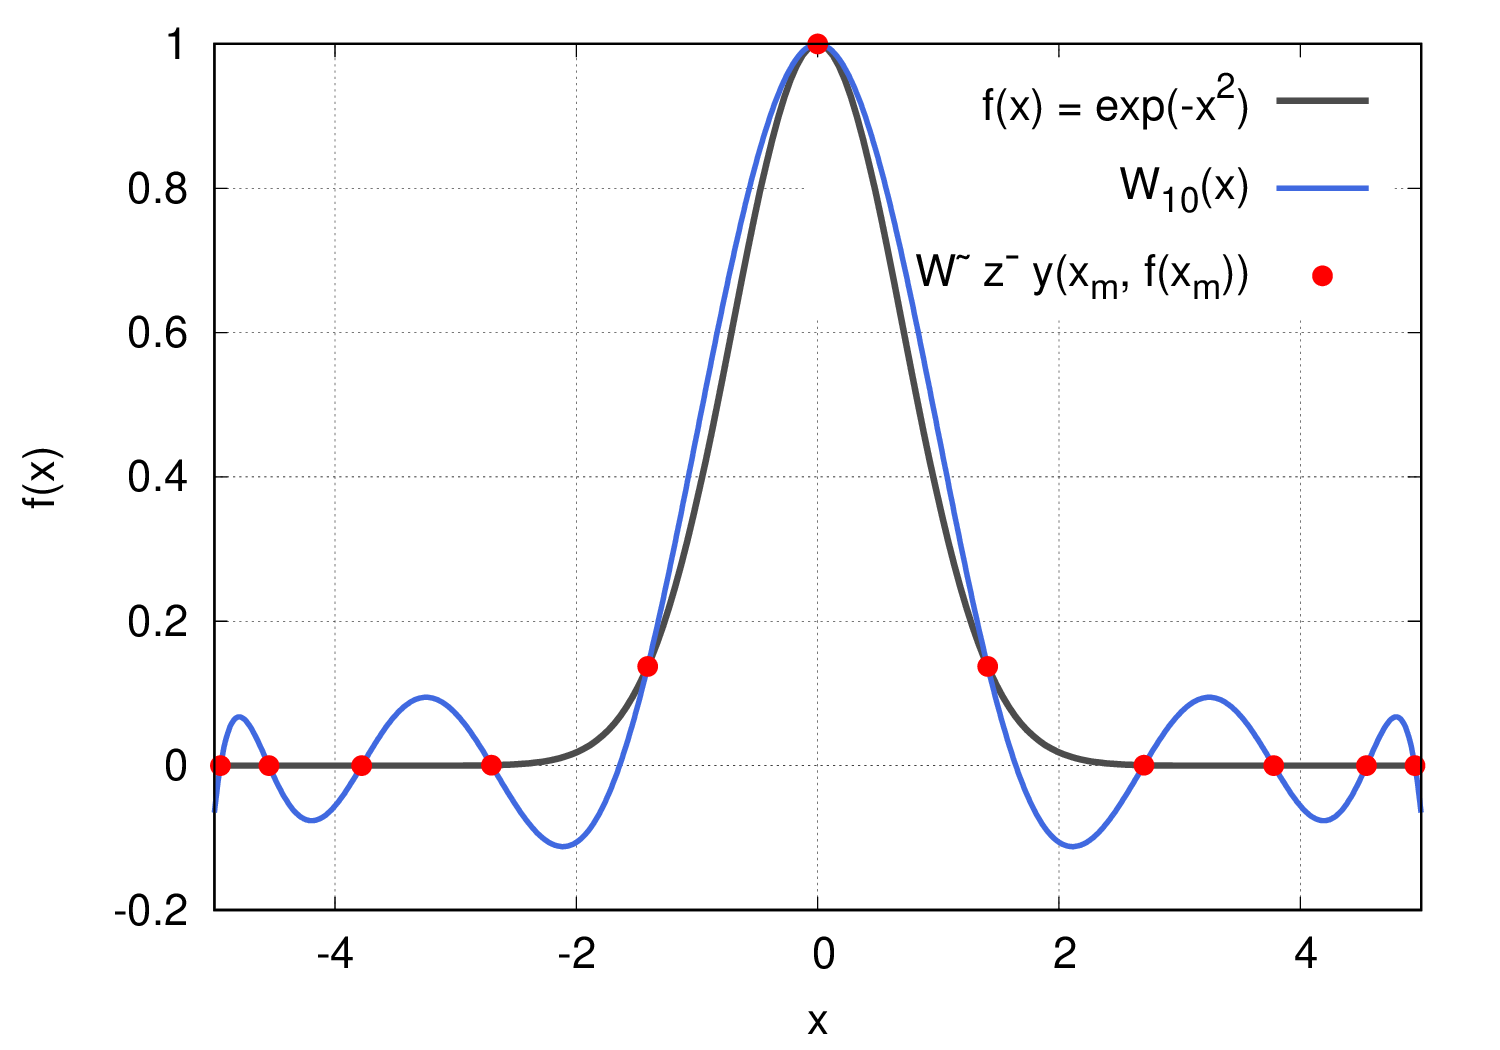 1
0.8
0.6
0.4
0.2
0
-0.2
f(x)
f(x) = exp(-x²)
W₁₀(x)
W˜ z¯ y(xₘ, f(xₘ))
-4 -2 0 2 4
x